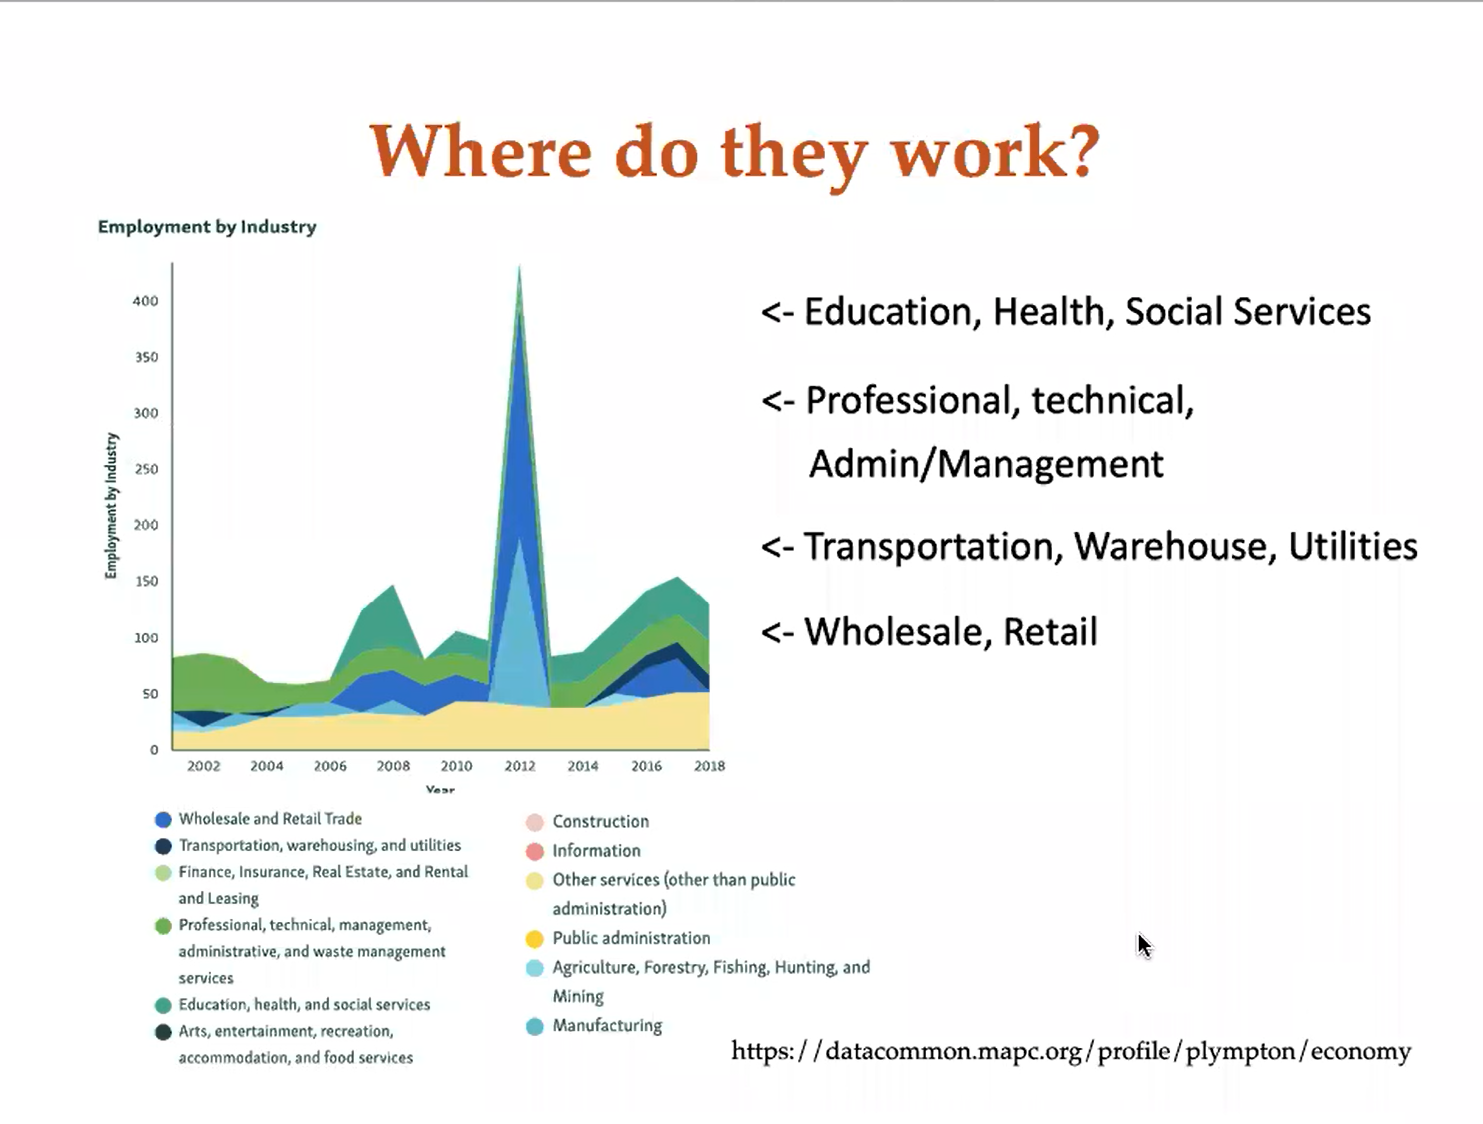 Where do they work?
Employment by Industry
Employment by Industry
400
350
300
250
200
150
100
50
0
2002 2004 2006 2008 2010 2012 2014 2016 2018
Year
<- Education, Health, Social Services
<- Professional, technical,
Admin/Management
<- Transportation, Warehouse, Utilities
<- Wholesale, Retail
Wholesale and Retail Trade
Transportation, warehousing, and utilities
Finance, Insurance, Real Estate, and Rental
and Leasing
Professional, technical, management,
administrative, and waste management
services
Education, health, and social services
Arts, entertainment, recreation,
accommodation, and food services
Construction
Information
Other services (other than public
administration)
Public administration
Agriculture, Forestry, Fishing, Hunting, and
Mining
Manufacturing
https://datacommon.mapc.org/profile/plympton/economy